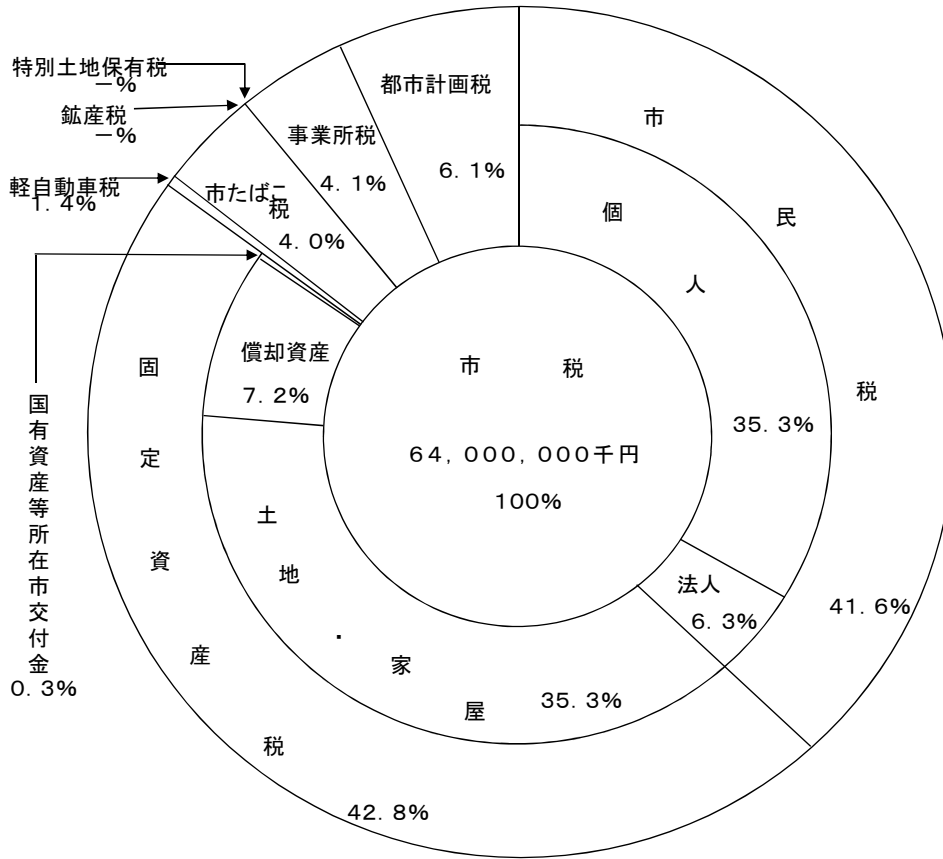 特別土地保有税
－%
鉱産税
－%
軽自動車税
1. 4%
市たばこ
税
4. 0%
事業所税
4. 1%
都市計画税
6. 1%
市民税
41. 6%
個人
35. 3%
法人
6. 3%
市 税
64, 000, 000千円
100%
償却資産
7. 2%
土地・家屋
35. 3%
固定資産税
42. 8%
国有資産等所在市交付金
0. 3%